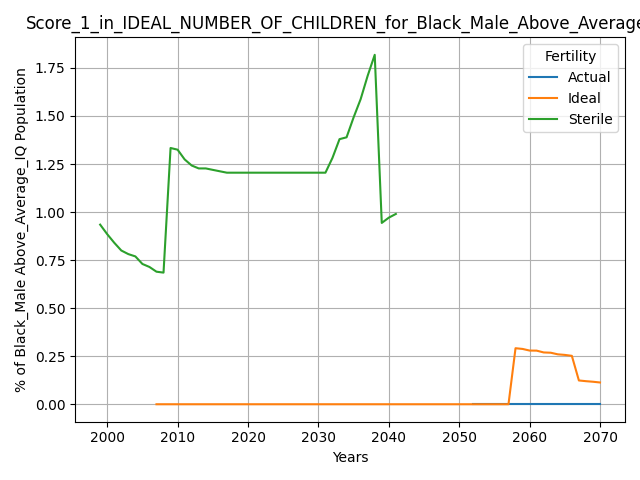 Score_1_in_IDEAL_NUMBER_OF_CHILDREN_for_Black_Male_Above_Average
Fertility
Actual
Ideal
Sterile
% of Black_Male Above_Average_IQ Population
1.75
1.50
1.25
1.00
0.75
0.50
0.25
0.00
2000 2010 2020 2030 2040 2050 2060 2070
Years